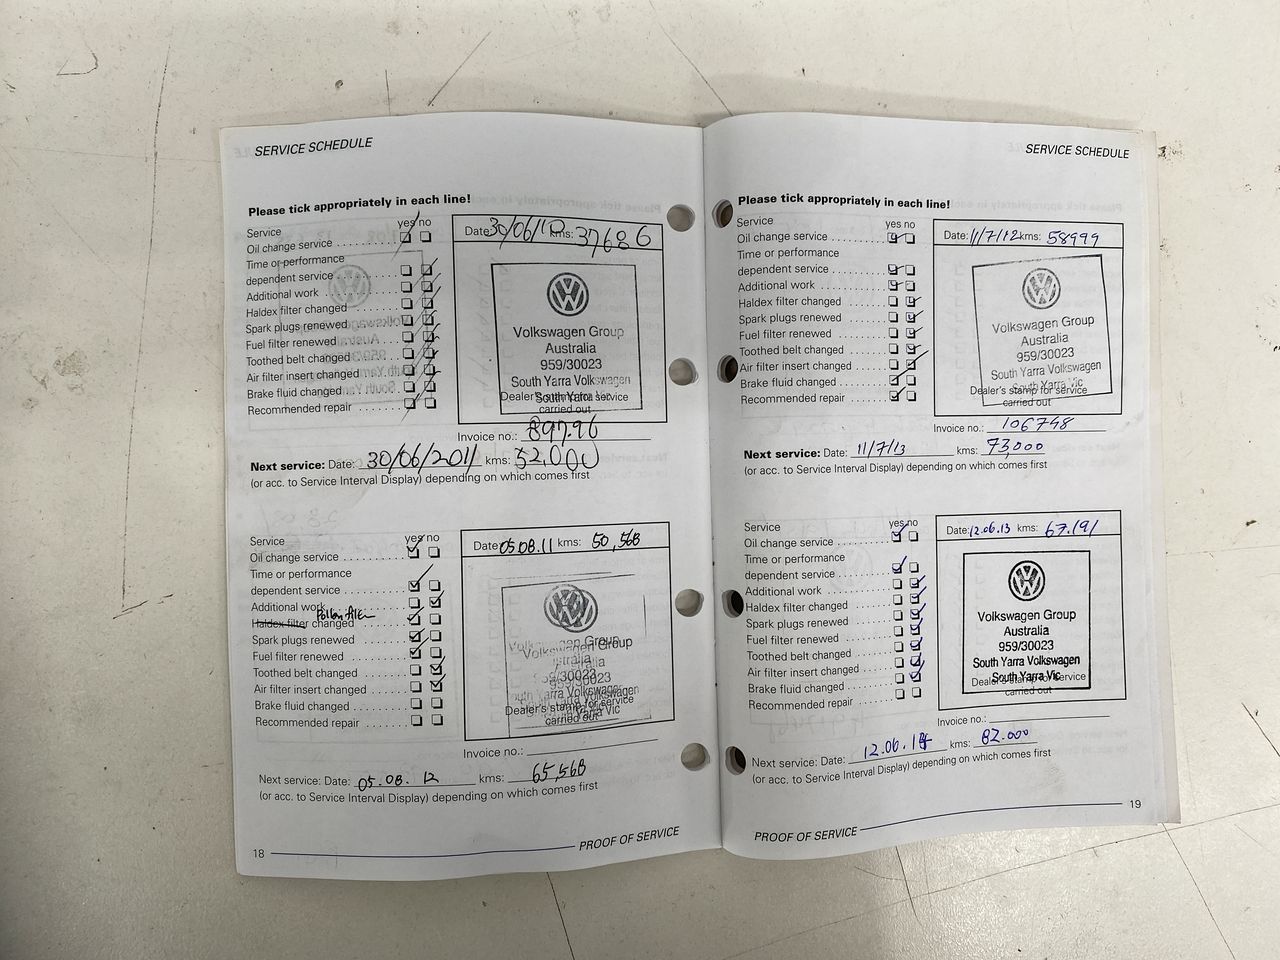 SERVICE SCHEDULE
Please tick appropriately in each line!
Service yes no
Oil change service
Time or performance
dependent service
Additional work
Haldex filter changed
Spark plugs renewed
Fuel filter renewed
Toothed belt changed
Air filter insert changed
Brake fluid changed
Recommended repair
Date: 30/06/10 kms: 37686
Volkswagen Group
Australia
959/30023
South Yarra Volkswagen
South Yarra Vic
Dealer's stamp for service
carried out
Invoice no.: 89796
Next service: Date: 30/06/2011 kms: 52,000
(or acc. to Service Interval Display) depending on which comes first
Service yes no
Oil change service
Time or performance
dependent service
Additional work
Haldex filter changed
Spark plugs renewed
Fuel filter renewed
Toothed belt changed
Air filter insert changed
Brake fluid changed
Recommended repair
Date: 05.08.11 kms: 50,568
Volkswagen Group
Australia
959/30023
South Yarra Volkswagen
South Yarra Vic
Dealer's stamp for service
carried out
Invoice no.:
Next service: Date: 05.08.12 kms: 65,568
(or acc. to Service Interval Display) depending on which comes first
18 PROOF OF SERVICE
SERVICE SCHEDULE
Please tick appropriately in each line!
Service yes no
Oil change service
Time or performance
dependent service
Additional work
Haldex filter changed
Spark plugs renewed
Fuel filter renewed
Toothed belt changed
Air filter insert changed
Brake fluid changed
Recommended repair
Date: 11/7/12 kms: 58999
Volkswagen Group
Australia
959/30023
South Yarra Volkswagen
South Yarra Vic
Dealer's stamp for service
carried out
Invoice no.: 106748
Next service: Date: 11/7/13 kms: 73,000
(or acc. to Service Interval Display) depending on which comes first
Service yes no
Oil change service
Time or performance
dependent service
Additional work
Haldex filter changed
Spark plugs renewed
Fuel filter renewed
Toothed belt changed
Air filter insert changed
Brake fluid changed
Recommended repair
Date: 12.06.13 kms: 67.191
Volkswagen Group
Australia
959/30023
South Yarra Volkswagen
South Yarra Vic
Dealer's stamp for service
carried out
Invoice no.:
Next service: Date: 12.06.14 kms: 82.000
(or acc. to Service Interval Display) depending on which comes first
PROOF OF SERVICE 19